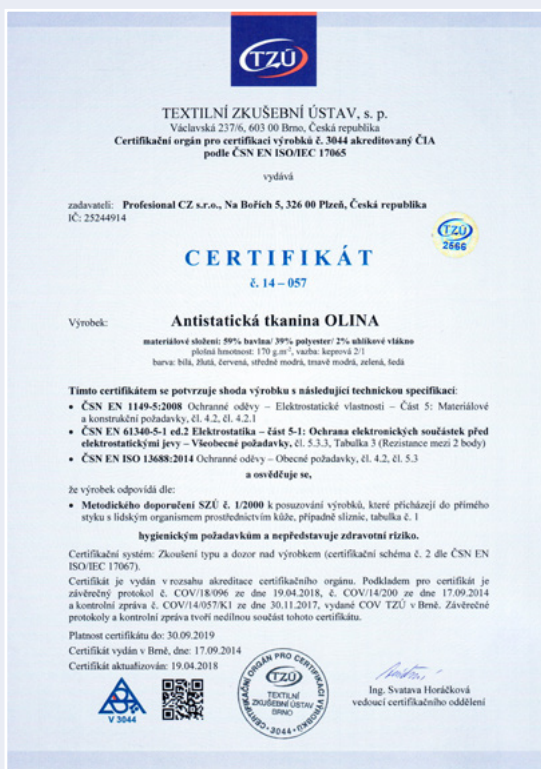 TZÚ
TEXTILNÍ ZKUŠEBNÍ ÚSTAV, s. p.
Václavská 237/6, 603 00 Brno, Česká republika
Certifikační orgán pro certifikaci výrobků č. 3044 akreditovaný ČIA
podle ČSN EN ISO/IEC 17065
vydává
zadavateli: Profesional CZ s.r.o., Na Bořích 5, 326 00 Plzeň, Česká republika
IČ: 25244914
TZÚ
2566
CERTIFIKÁT
č. 14 – 057
Výrobek: Antistatická tkanina OLINA
materiálové složení: 59% bavlna/ 39% polyester/ 2% uhlíkové vlákno
plošná hmotnost: 170 g.m⁻², vazba: keprová 2/1
barva: bílá, žlutá, červená, středně modrá, tmavě modrá, zelená, šedá
Tímto certifikátem se potvrzuje shoda výrobku s následující technickou specifikací:
• ČSN EN 1149-5:2008 Ochranné oděvy – Elektrostatické vlastnosti – Část 5: Materiálové
a konstrukční požadavky, čl. 4.2, čl. 4.2.1
• ČSN EN 61340-5-1 ed.2 Elektrostatika – část 5-1: Ochrana elektronických součástek před
elektrostatickými jevy – Všeobecné požadavky, čl. 5.3.3, Tabulka 3 (Rezistance mezi 2 body)
• ČSN EN ISO 13688:2014 Ochranné oděvy – Obecné požadavky, čl. 4.2, čl. 5.3
a osvědčuje se,
že výrobek odpovídá dle:
• Metodického doporučení SZÚ č. 1/2000 k posuzování výrobků, které přicházejí do přímého
styku s lidským organismem prostřednictvím kůže, případně sliznic, tabulka č. 1
hygienickým požadavkům a nepředstavuje zdravotní riziko.
Certifikační systém: Zkoušení typu a dozor nad výrobkem (certifikační schéma č. 2 dle ČSN EN
ISO/IEC 17067).
Certifikát je vydán v rozsahu akreditace certifikačního orgánu. Podkladem pro certifikát je
závěrečný protokol č. COV/18/096 ze dne 19.04.2018, č. COV/14/200 ze dne 17.09.2014
a kontrolní zpráva č. COV/14/057/K1 ze dne 30.11.2017, vydané COV TZÚ v Brně. Závěrečné
protokoly a kontrolní zpráva tvoří nedílnou součást tohoto certifikátu.
Platnost certifikátu do: 30.09.2019
Certifikát vydán v Brně, dne: 17.09.2014
Certifikát aktualizován: 19.04.2018
V 3044
CERTIFIKAČNÍ ORGÁN PRO CERTIFIKACI VÝROBKŮ
TZÚ
TEXTILNÍ
ZKUŠEBNÍ ÚSTAV
BRNO
3044
Ing. Svatava Horáčková
vedoucí certifikačního oddělení